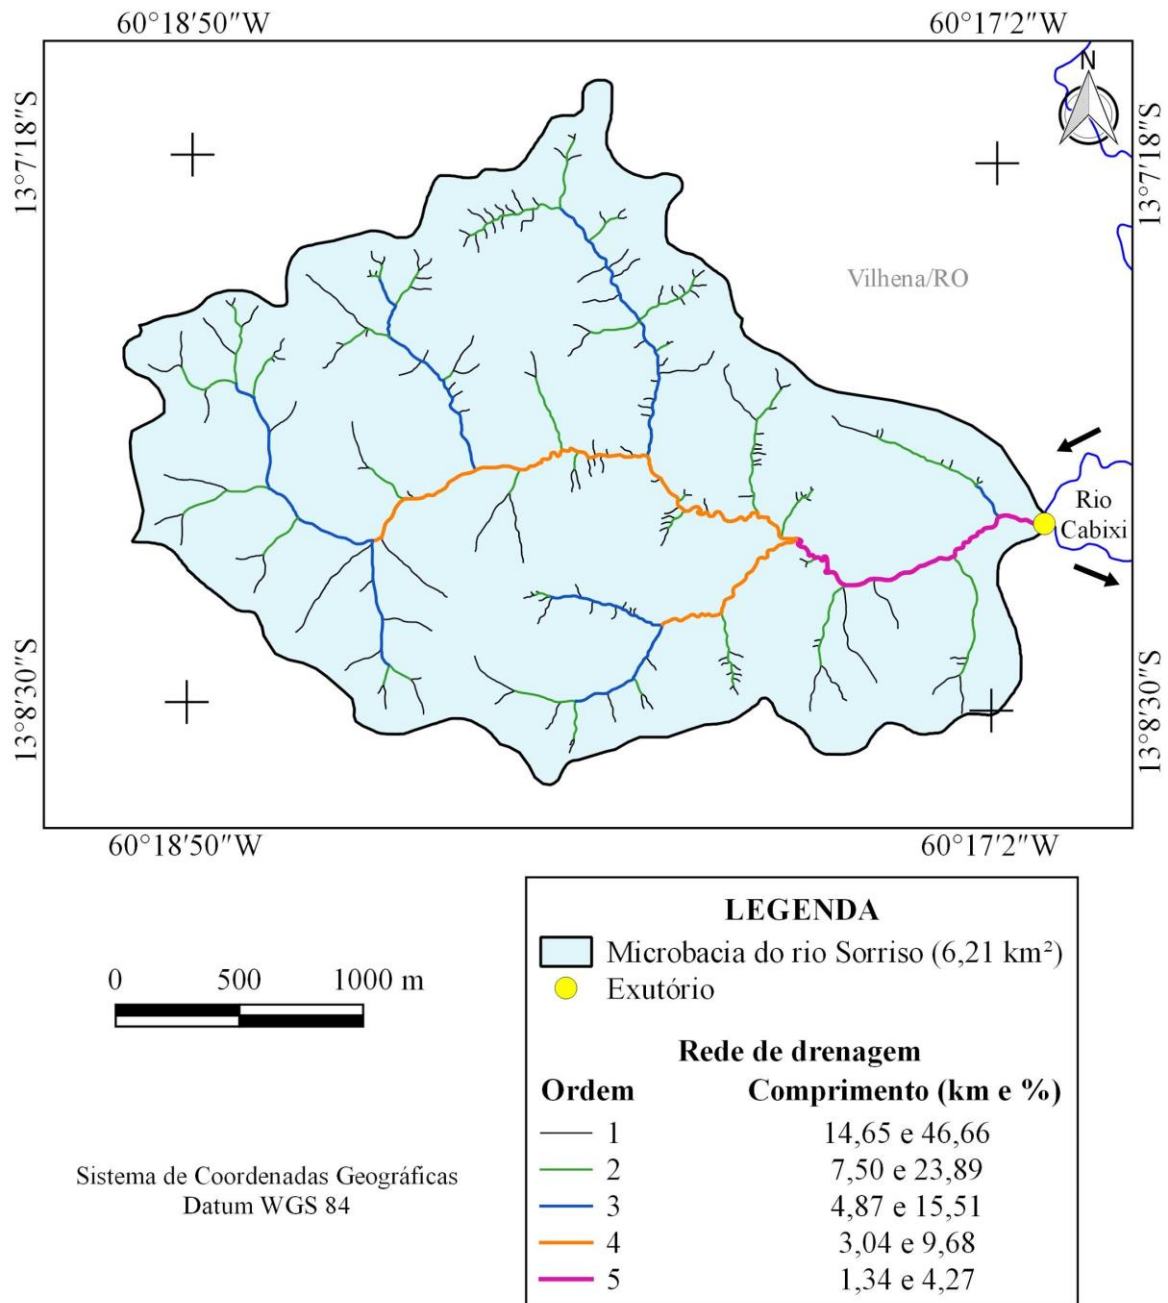 60°18′50″W
60°17′2″W
13°7′18″S
N
13°7′18″S
Vilhena/RO
Rio
Cabixi
13°8′30″S
13°8′30″S
60°18′50″W
60°17′2″W
LEGENDA
Microbacia do rio Sorriso (6,21 km²)
Exutório
0 500 1000 m
Rede de drenagem
Ordem Comprimento (km e %)
1 14,65 e 46,66
2 7,50 e 23,89
3 4,87 e 15,51
4 3,04 e 9,68
5 1,34 e 4,27
Sistema de Coordenadas Geográficas
Datum WGS 84